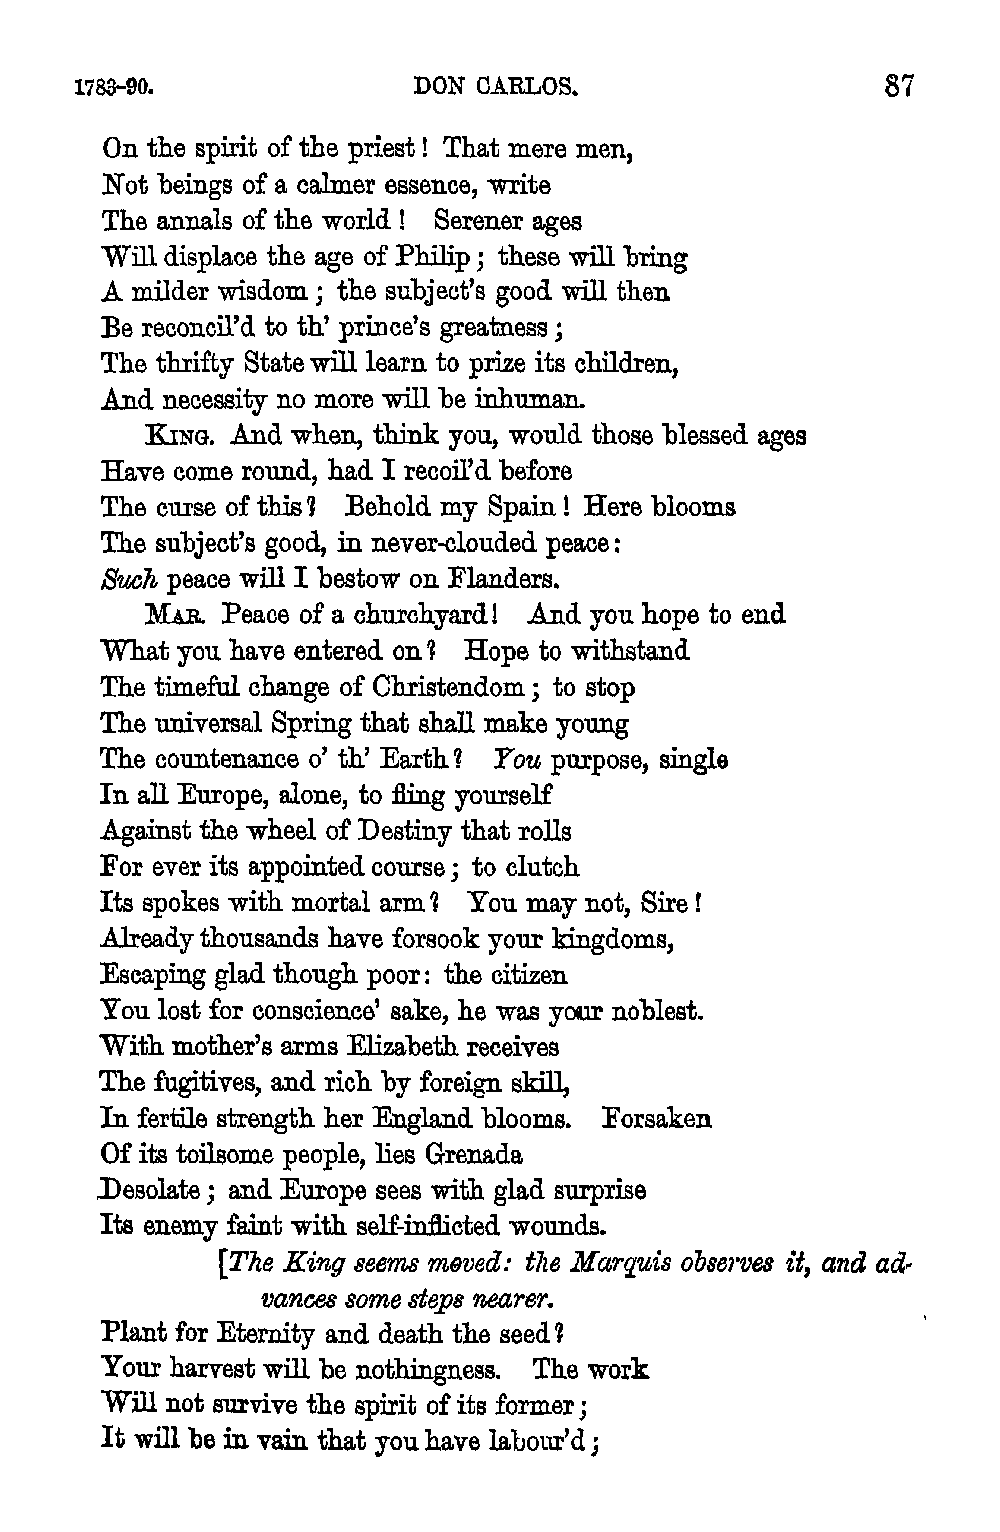 1783-90. DON CARLOS. 87
On the spirit of the priest! That mere men,
Not beings of a calmer essence, write
The annals of the world! Serener ages
Will displace the age of Philip; these will bring
A milder wisdom; the subject's good will then
Be reconcil'd to th' prince's greatness;
The thrifty State will learn to prize its children,
And necessity no more will be inhuman.
KING. And when, think you, would those blessed ages
Have come round, had I recoil'd before
The curse of this? Behold my Spain! Here blooms
The subject's good, in never-clouded peace:
Such peace will I bestow on Flanders.
MAR. Peace of a churchyard! And you hope to end
What you have entered on? Hope to withstand
The timeful change of Christendom; to stop
The universal Spring that shall make young
The countenance o' th' Earth? You purpose, single
In all Europe, alone, to fling yourself
Against the wheel of Destiny that rolls
For ever its appointed course; to clutch
Its spokes with mortal arm? You may not, Sire!
Already thousands have forsook your kingdoms,
Escaping glad though poor: the citizen
You lost for conscience' sake, he was your noblest.
With mother's arms Elizabeth receives
The fugitives, and rich by foreign skill,
In fertile strength her England blooms. Forsaken
Of its toilsome people, lies Grenada
Desolate; and Europe sees with glad surprise
Its enemy faint with self-inflicted wounds.
[The King seems moved: the Marquis observes it, and ad-
vances some steps nearer.
Plant for Eternity and death the seed?
Your harvest will be nothingness. The work
Will not survive the spirit of its former;
It will be in vain that you have labour'd;